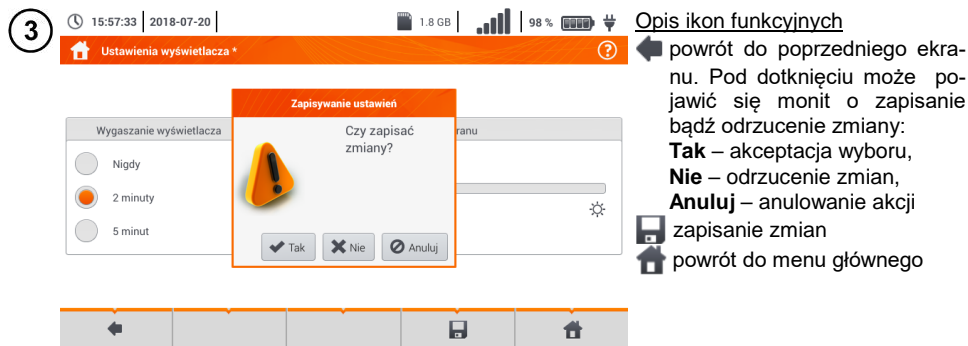 3
15:57:33 2018-07-20 1.8 GB 98 %
Ustawienia wyświetlacza *
?
Zapisywanie ustawień
Wygaszanie wyświetlacza
ranu
Czy zapisać
zmiany?
Nigdy
2 minuty
5 minut
Tak Nie Anuluj
Opis ikon funkcyjnych
powrót do poprzedniego ekra-
nu. Pod dotknięciu może po-
jawić się monit o zapisanie
bądź odrzucenie zmiany:
Tak – akceptacja wyboru,
Nie – odrzucenie zmian,
Anuluj – anulowanie akcji
zapisanie zmian
powrót do menu głównego